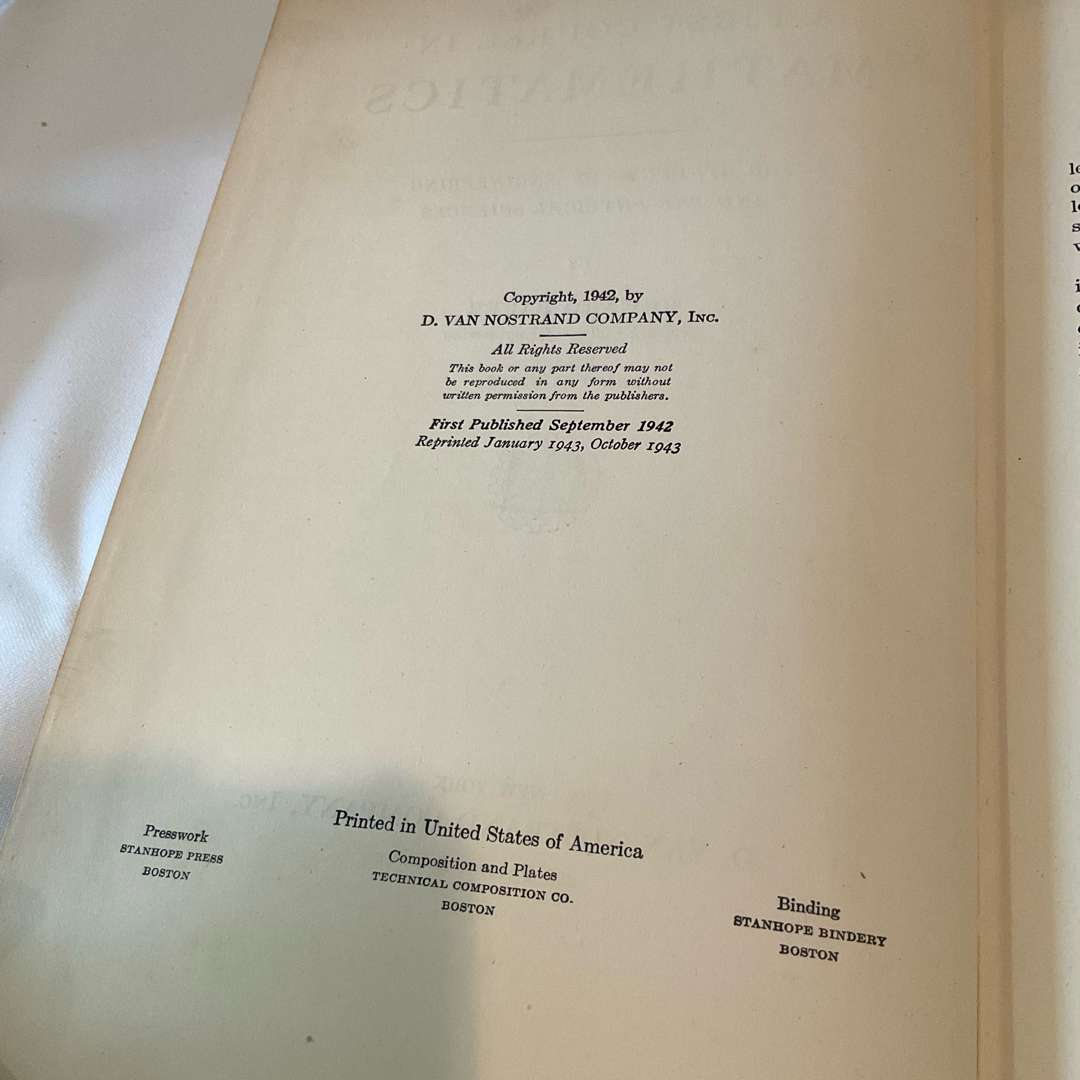 Copyright, 1942, by
D. VAN NOSTRAND COMPANY, INC.
All Rights Reserved
This book or any part thereof may not
be reproduced in any form without
written permission from the publishers.
First Published September 1942
Reprinted January 1943, October 1943
Printed in United States of America
Presswork
STANHOPE PRESS
BOSTON
Composition and Plates
TECHNICAL COMPOSITION CO.
BOSTON
Binding
STANHOPE BINDERY
BOSTON